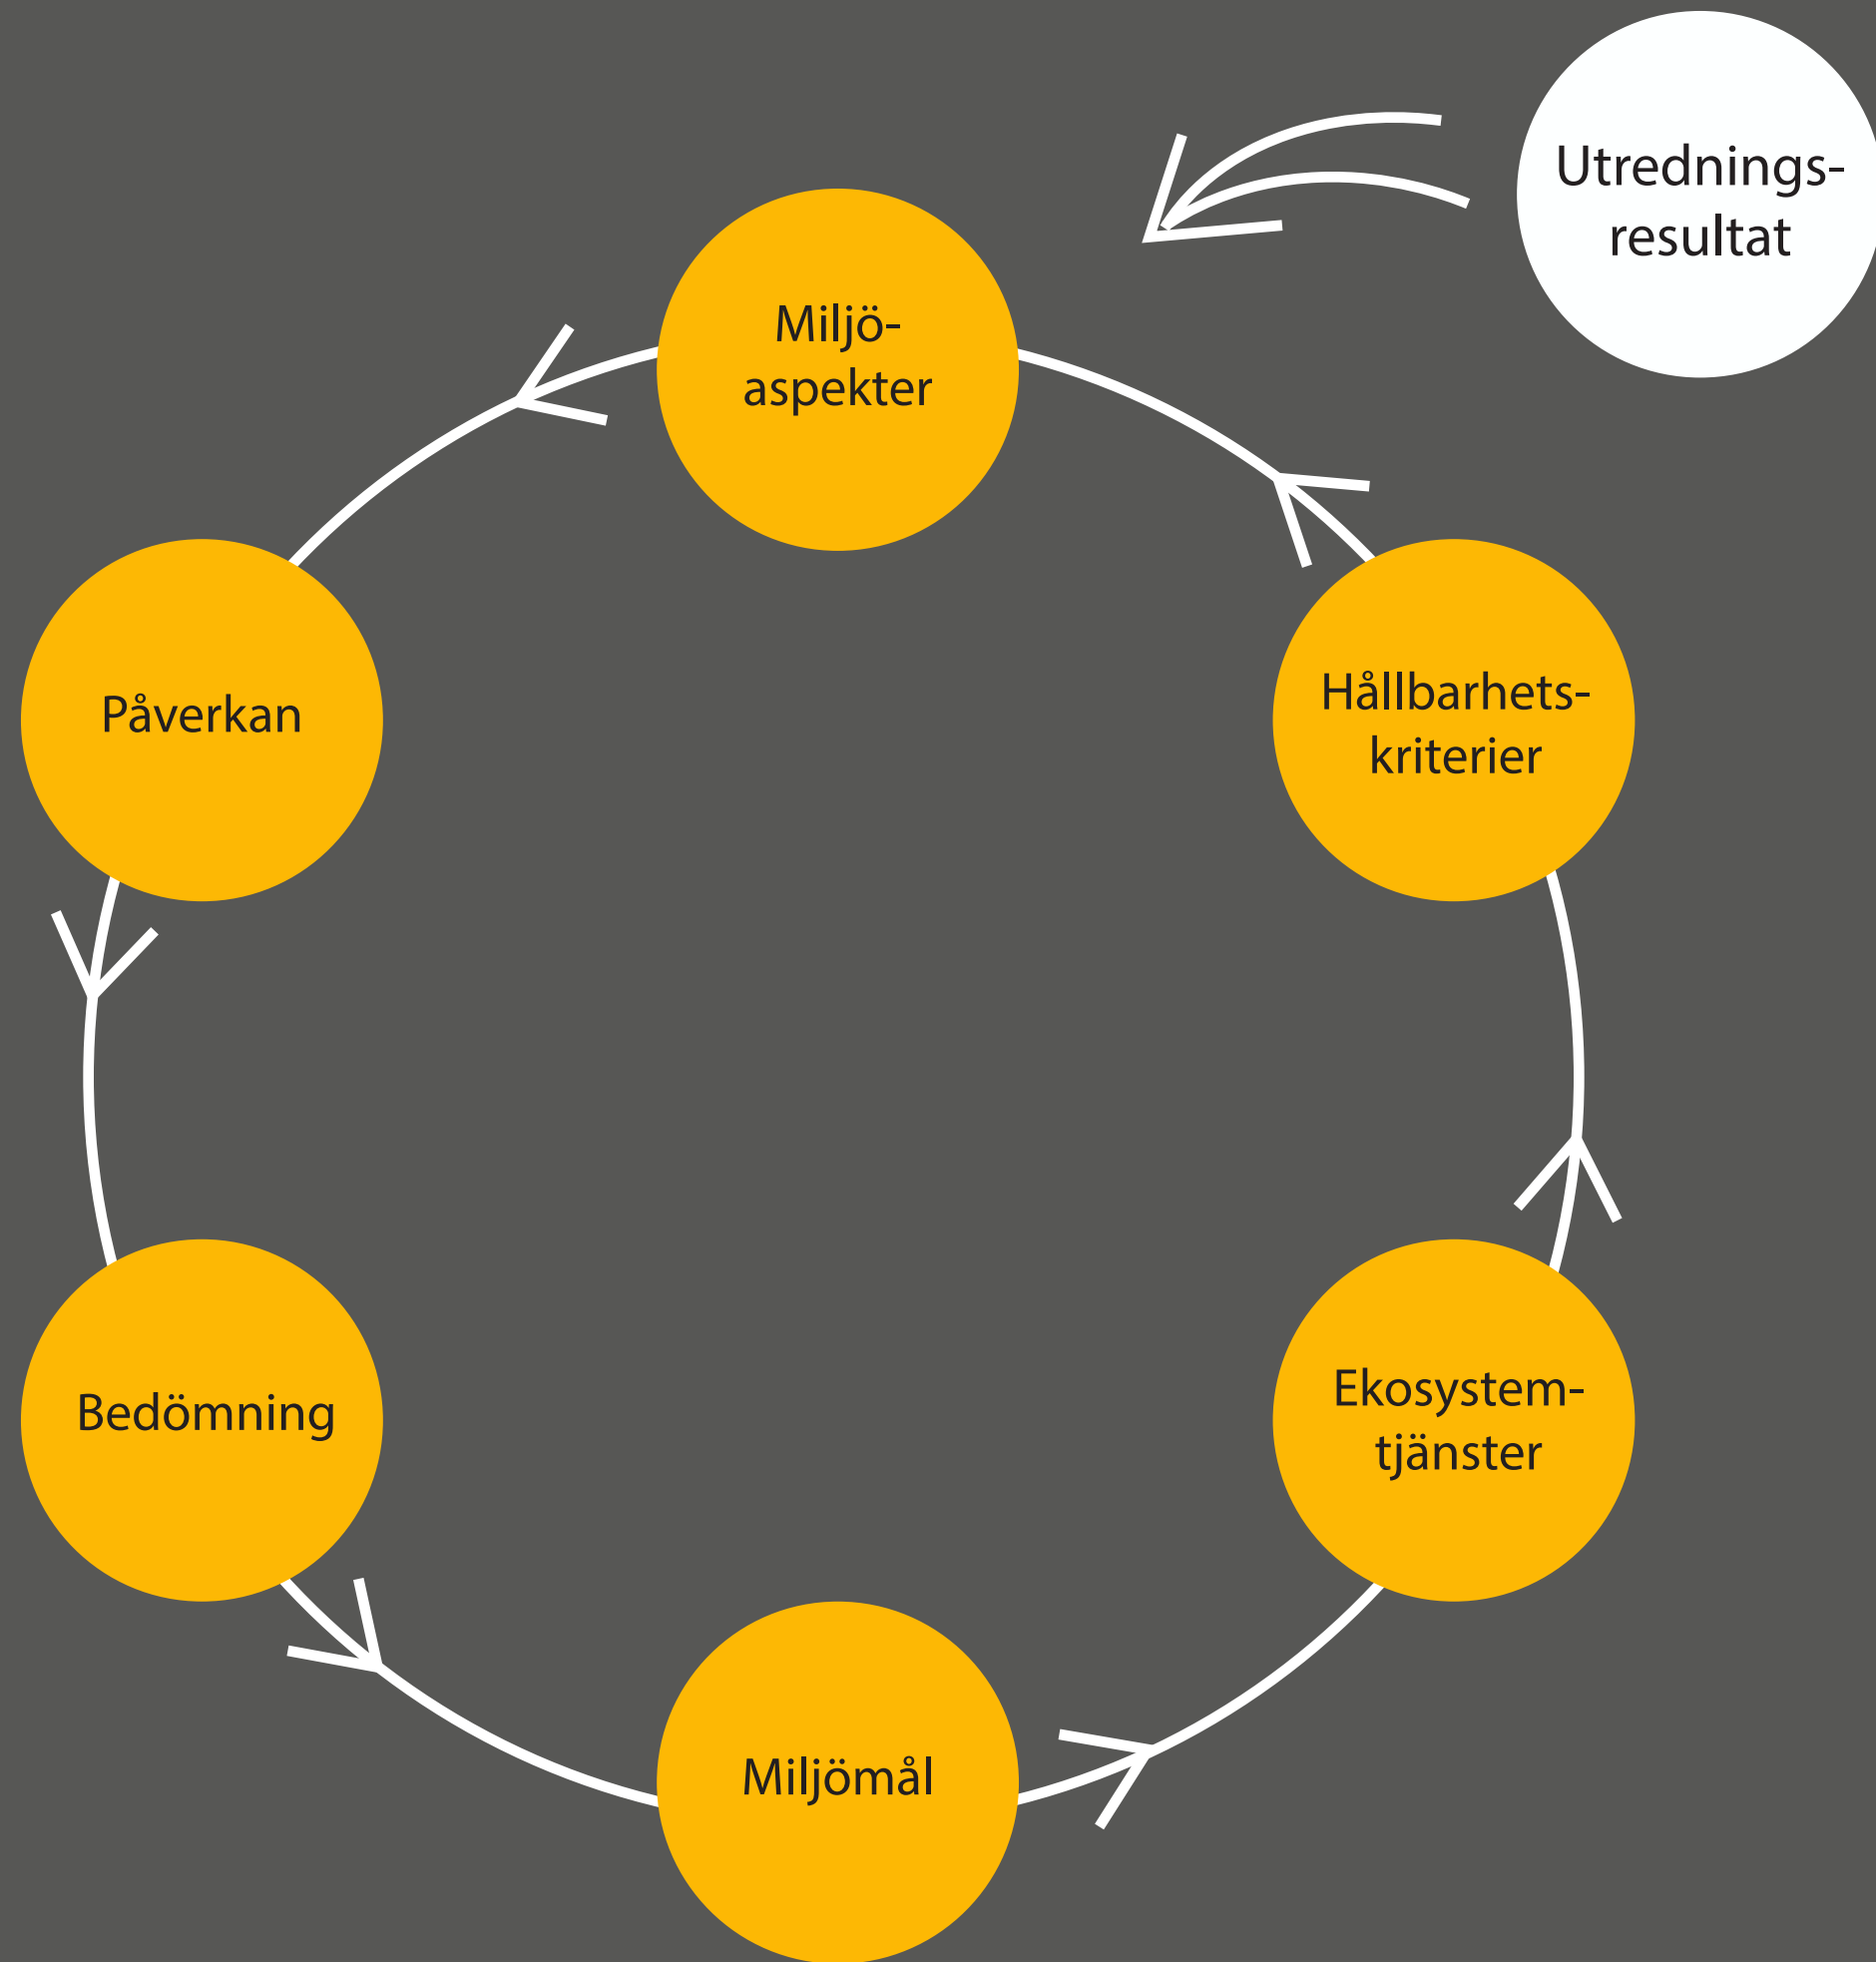 Utrednings-
resultat
Miljö-
aspekter
Påverkan
Hållbarhets-
kriterier
Bedömning
Ekosystem-
tjänster
Miljömål